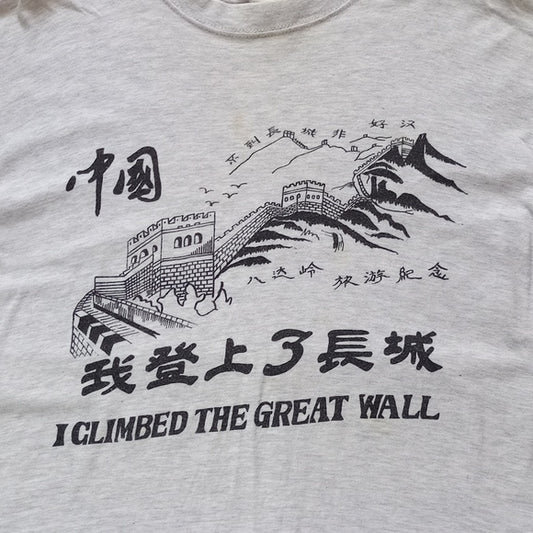 不到長城非好汉
中國
八达岭 旅游紀念
我登上了長城
I CLIMBED THE GREAT WALL